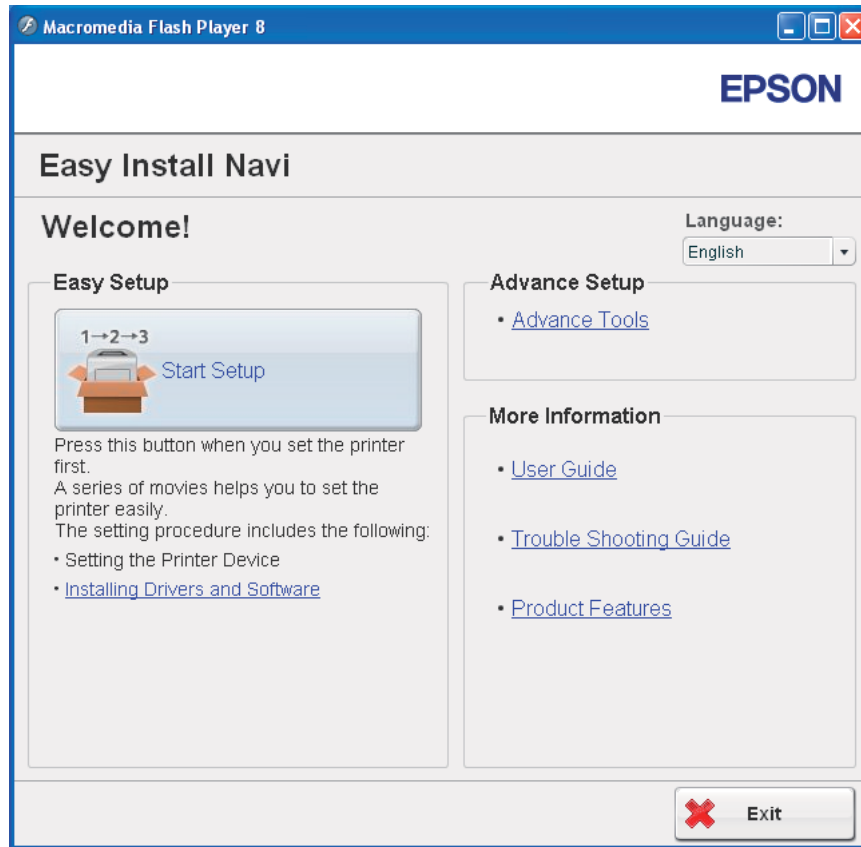 Macromedia Flash Player 8
EPSON
Easy Install Navi
Welcome!
Language:
English
Easy Setup
1→2→3
Start Setup
Press this button when you set the printer
first.
A series of movies helps you to set the
printer easily.
The setting procedure includes the following:
• Setting the Printer Device
• Installing Drivers and Software
Advance Setup
• Advance Tools
More Information
• User Guide
• Trouble Shooting Guide
• Product Features
Exit